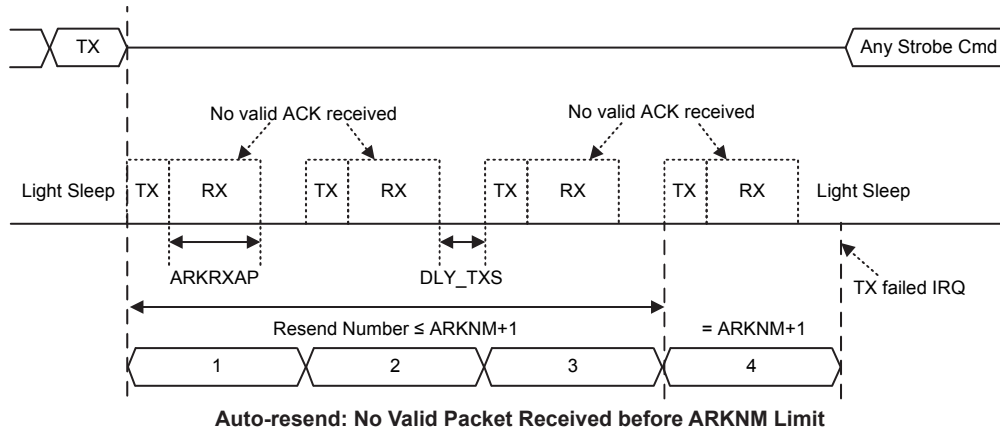 TX
Any Strobe Cmd
No valid ACK received
No valid ACK received
Light Sleep
TX
RX
TX
RX
TX
RX
TX
RX
Light Sleep
ARKRXAP
DLY_TXS
TX failed IRQ
Resend Number ≤ ARKNM+1
= ARKNM+1
1
2
3
4
Auto-resend: No Valid Packet Received before ARKNM Limit